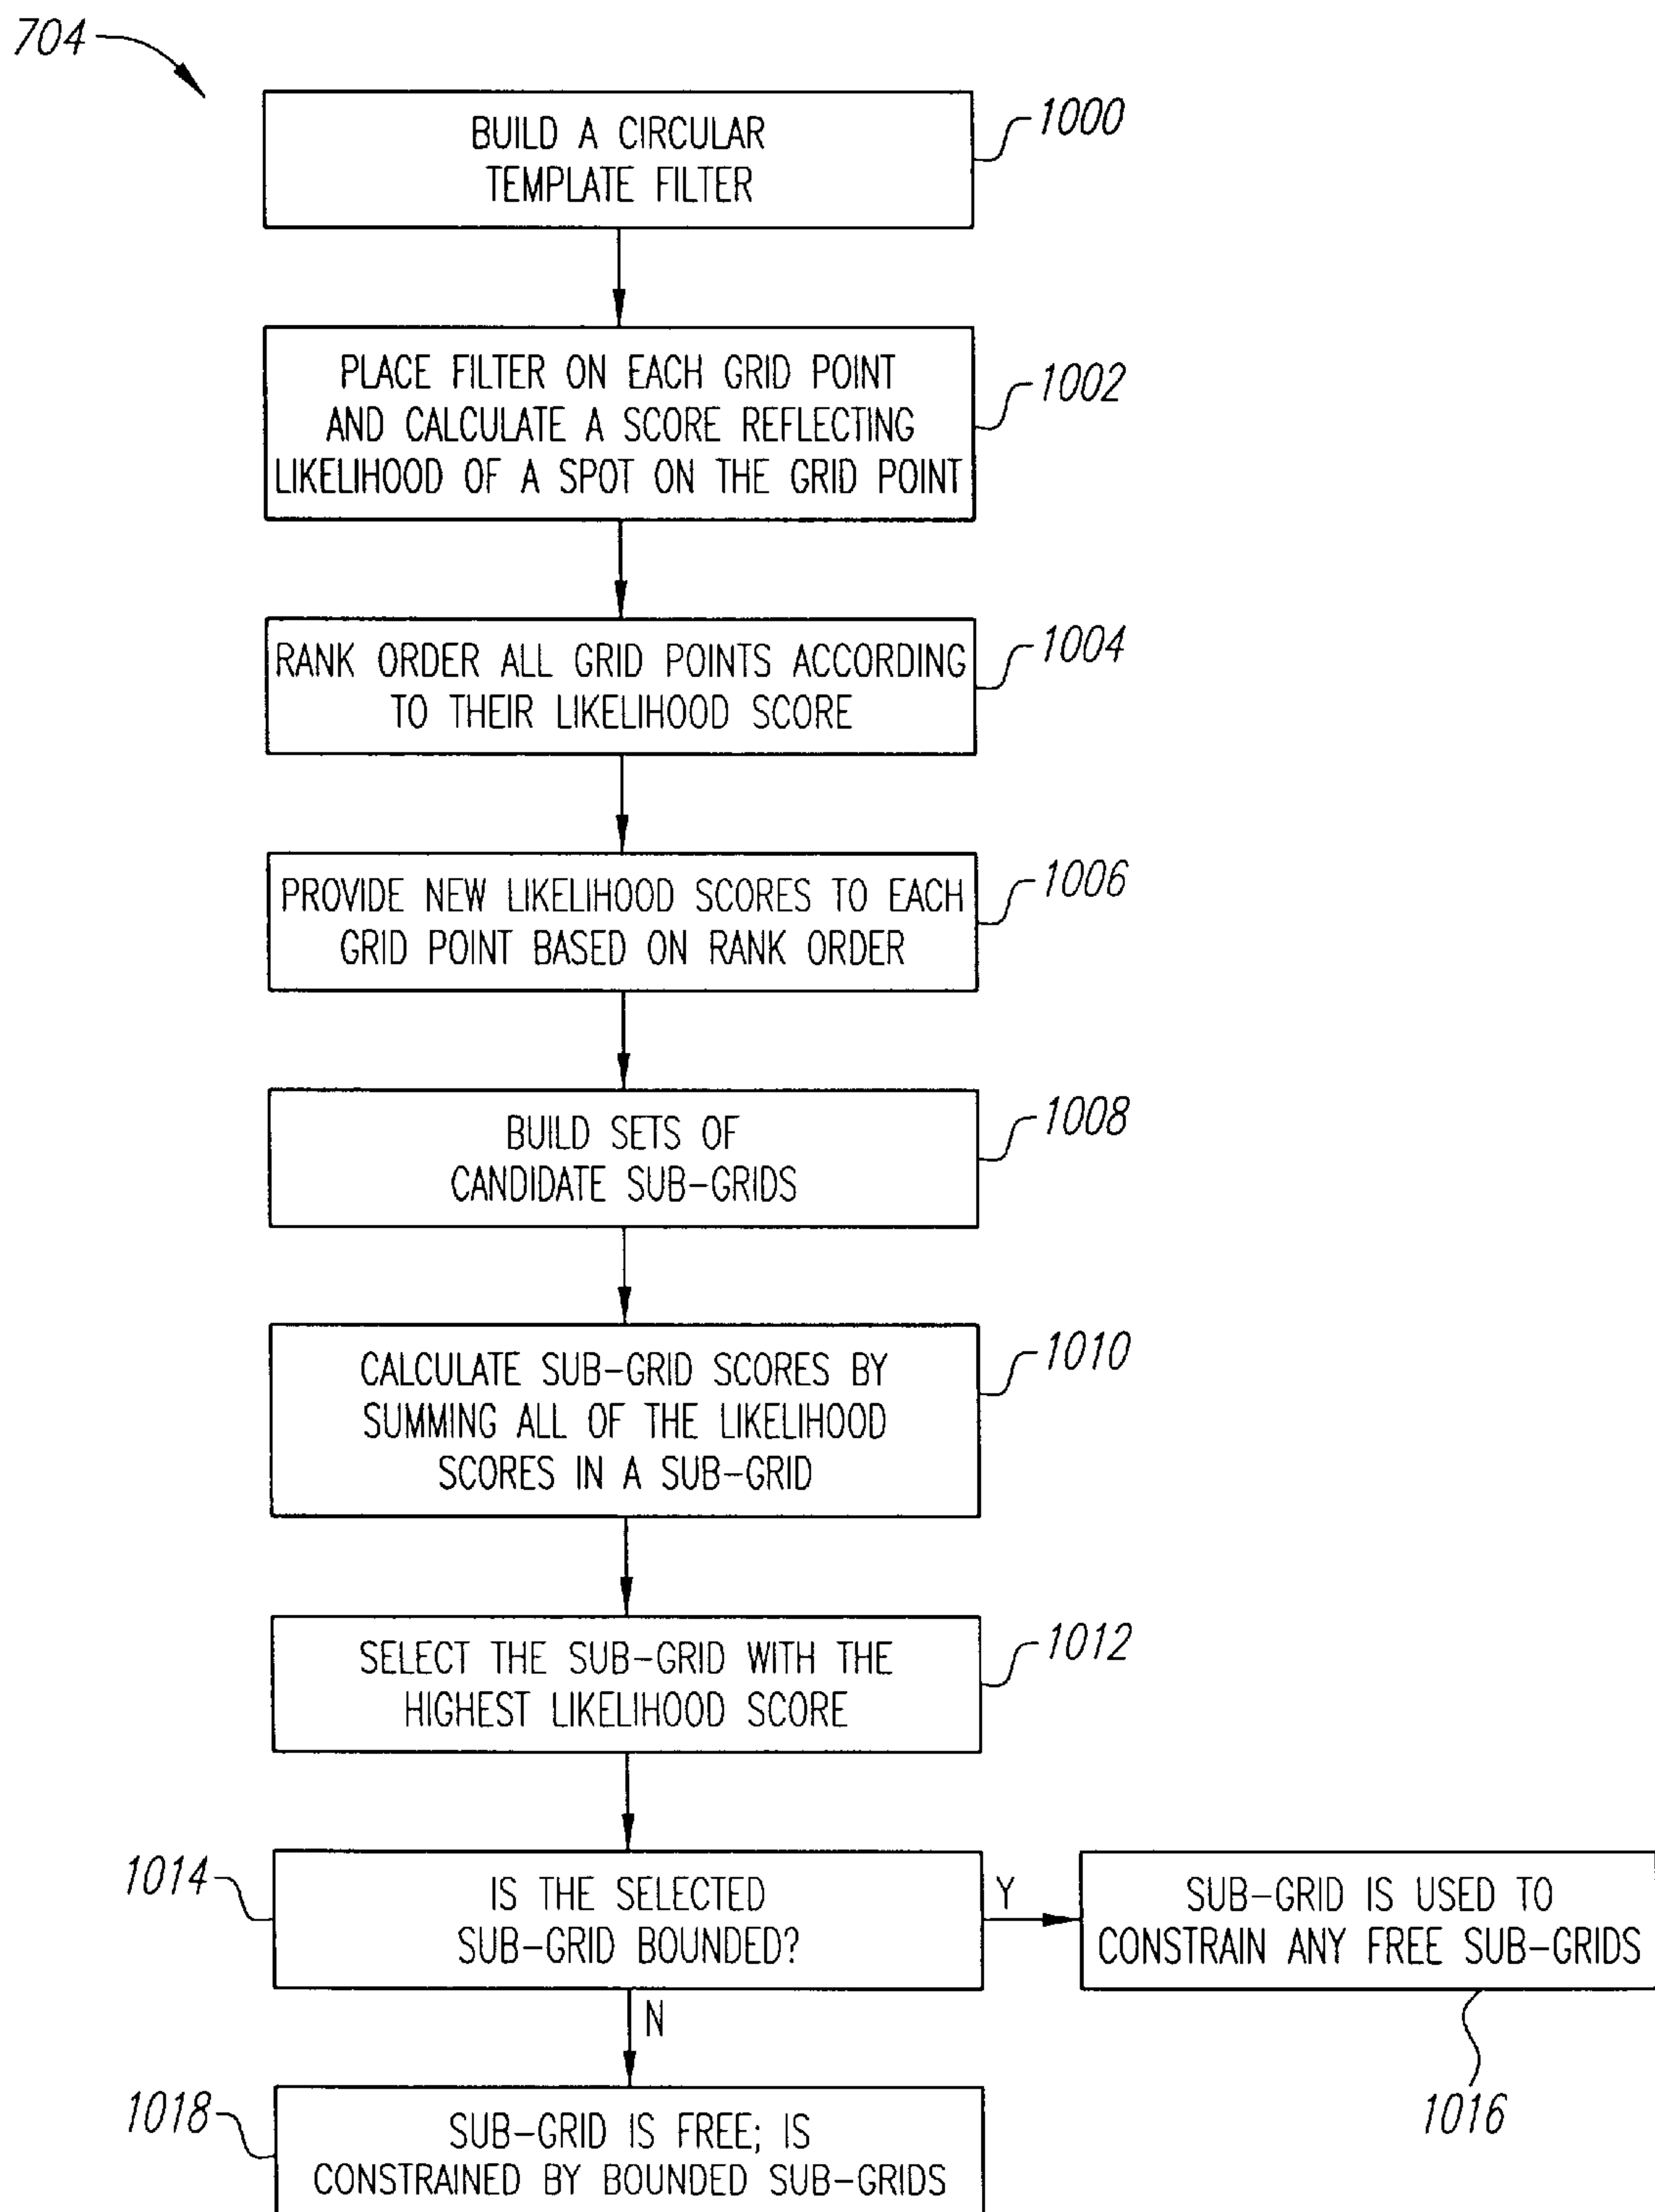 704
BUILD A CIRCULAR
TEMPLATE FILTER
1000
PLACE FILTER ON EACH GRID POINT
AND CALCULATE A SCORE REFLECTING
LIKELIHOOD OF A SPOT ON THE GRID POINT
1002
RANK ORDER ALL GRID POINTS ACCORDING
TO THEIR LIKELIHOOD SCORE
1004
PROVIDE NEW LIKELIHOOD SCORES TO EACH
GRID POINT BASED ON RANK ORDER
1006
BUILD SETS OF
CANDIDATE SUB-GRIDS
1008
CALCULATE SUB-GRID SCORES BY
SUMMING ALL OF THE LIKELIHOOD
SCORES IN A SUB-GRID
1010
SELECT THE SUB-GRID WITH THE
HIGHEST LIKELIHOOD SCORE
1012
1014
IS THE SELECTED
SUB-GRID BOUNDED?
Y
SUB-GRID IS USED TO
CONSTRAIN ANY FREE SUB-GRIDS
1016
N
1018
SUB-GRID IS FREE; IS
CONSTRAINED BY BOUNDED SUB-GRIDS